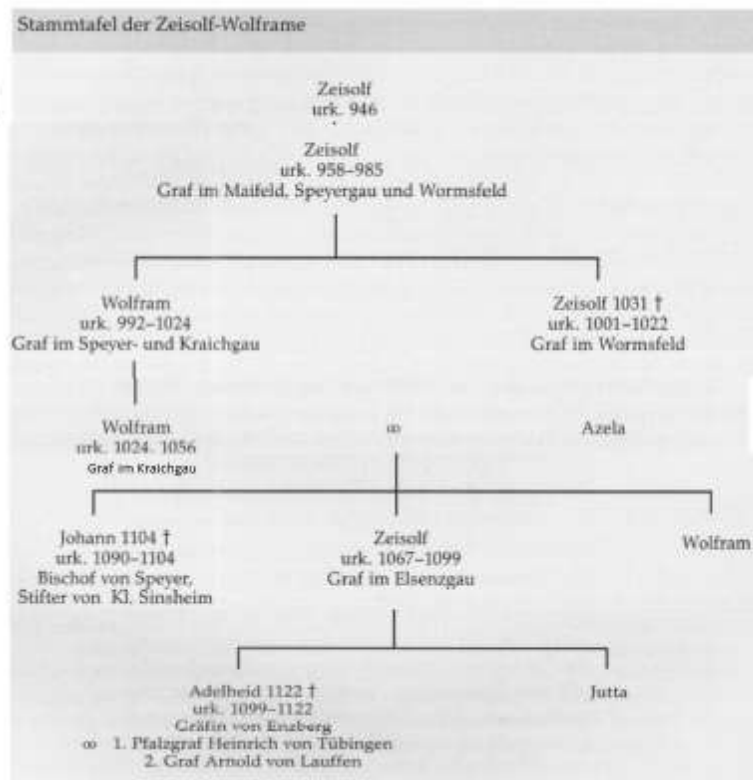 Stammtafel der Zeisolf-Wolframe
Zeisolf
urk. 946
Zeisolf
urk. 958–985
Graf im Maifeld, Speyergau und Wormsfeld
Wolfram
urk. 992–1024
Graf im Speyer- und Kraichgau
Zeisolf 1031 †
urk. 1001–1022
Graf im Wormsfeld
Wolfram
urk. 1024. 1056
Graf im Kraichgau
∞
Azela
Johann 1104 †
urk. 1090–1104
Bischof von Speyer,
Stifter von Kl. Sinsheim
Zeisolf
urk. 1067–1099
Graf im Elsenzgau
Wolfram
Adelheid 1122 †
urk. 1099–1122
Gräfin von Enzberg
∞ 1. Pfalzgraf Heinrich von Tübingen
2. Graf Arnold von Lauffen
Jutta